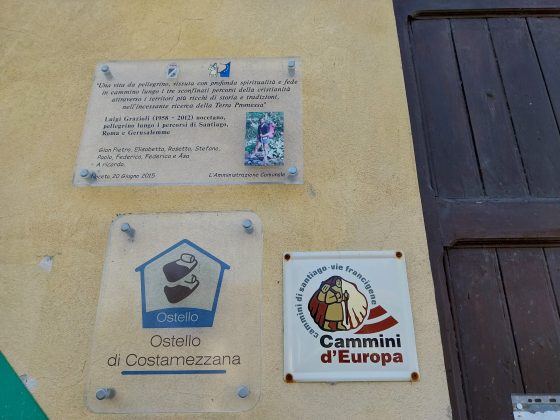 "Una vita da pellegrino, vissuta con profonda spiritualità e fede
in cammino lungo i tre sconfinati percorsi della cristianità
attraverso i territori più ricchi di storia e tradizioni,
nell'incessante ricerca della Terra Promessa"
Luigi Grazioli (1958 - 2012) nocetano,
pellegrino lungo i percorsi di Santiago,
Roma e Gerusalemme
Gian Pietro, Elisabetta, Rosetta, Stefano,
Paolo, Federico, Federica e Åsa
A ricordo.
Noceto, 20 Giugno 2015
L'Amministrazione Comunale
Ostello
Ostello
di Costamezzana
cammini di santiago-vie francigene
Cammini
d'Europa